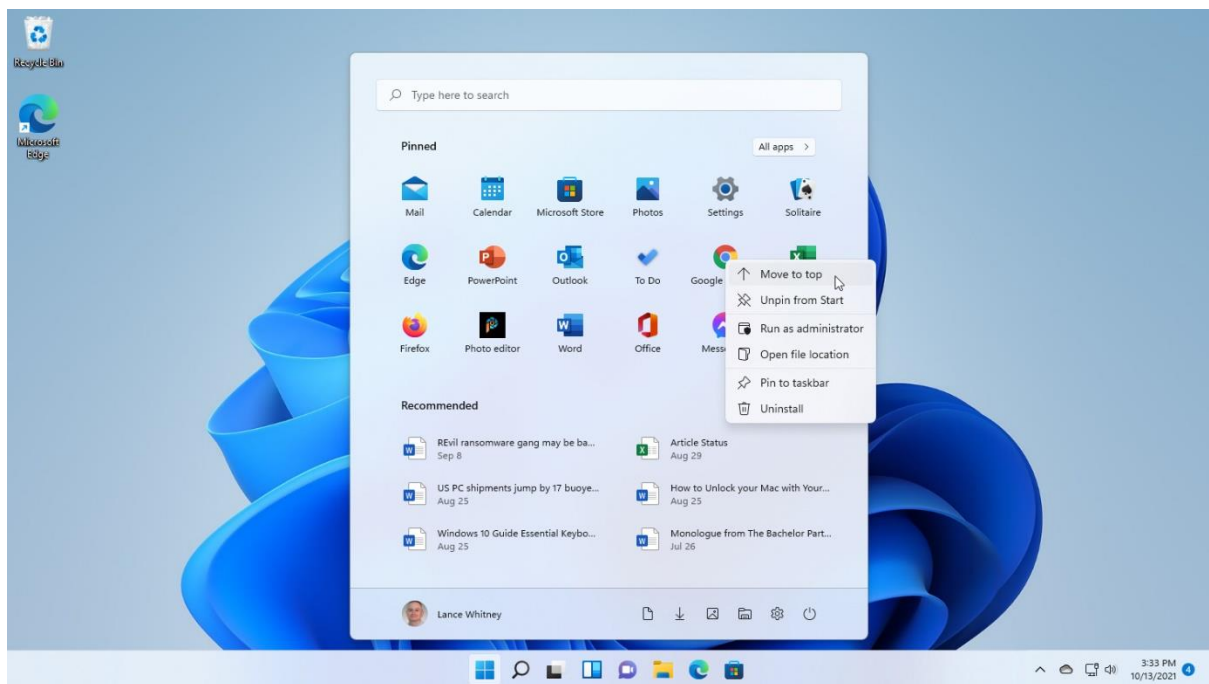 Recycle Bin
Microsoft
Edge
Type here to search
Pinned
All apps >
Mail
Calendar
Microsoft Store
Photos
Settings
Solitaire
Edge
PowerPoint
Outlook
To Do
Google
Move to top
Unpin from Start
Run as administrator
Open file location
Pin to taskbar
Uninstall
Firefox
Photo editor
Word
Office
Mess
Recommended
REvil ransomware gang may be ba...
Sep 8
Article Status
Aug 29
US PC shipments jump by 17 buoye...
Aug 25
How to Unlock your Mac with Your...
Aug 25
Windows 10 Guide Essential Keybo...
Aug 25
Monologue from The Bachelor Part...
Jul 26
Lance Whitney
3:33 PM
10/13/2021
4